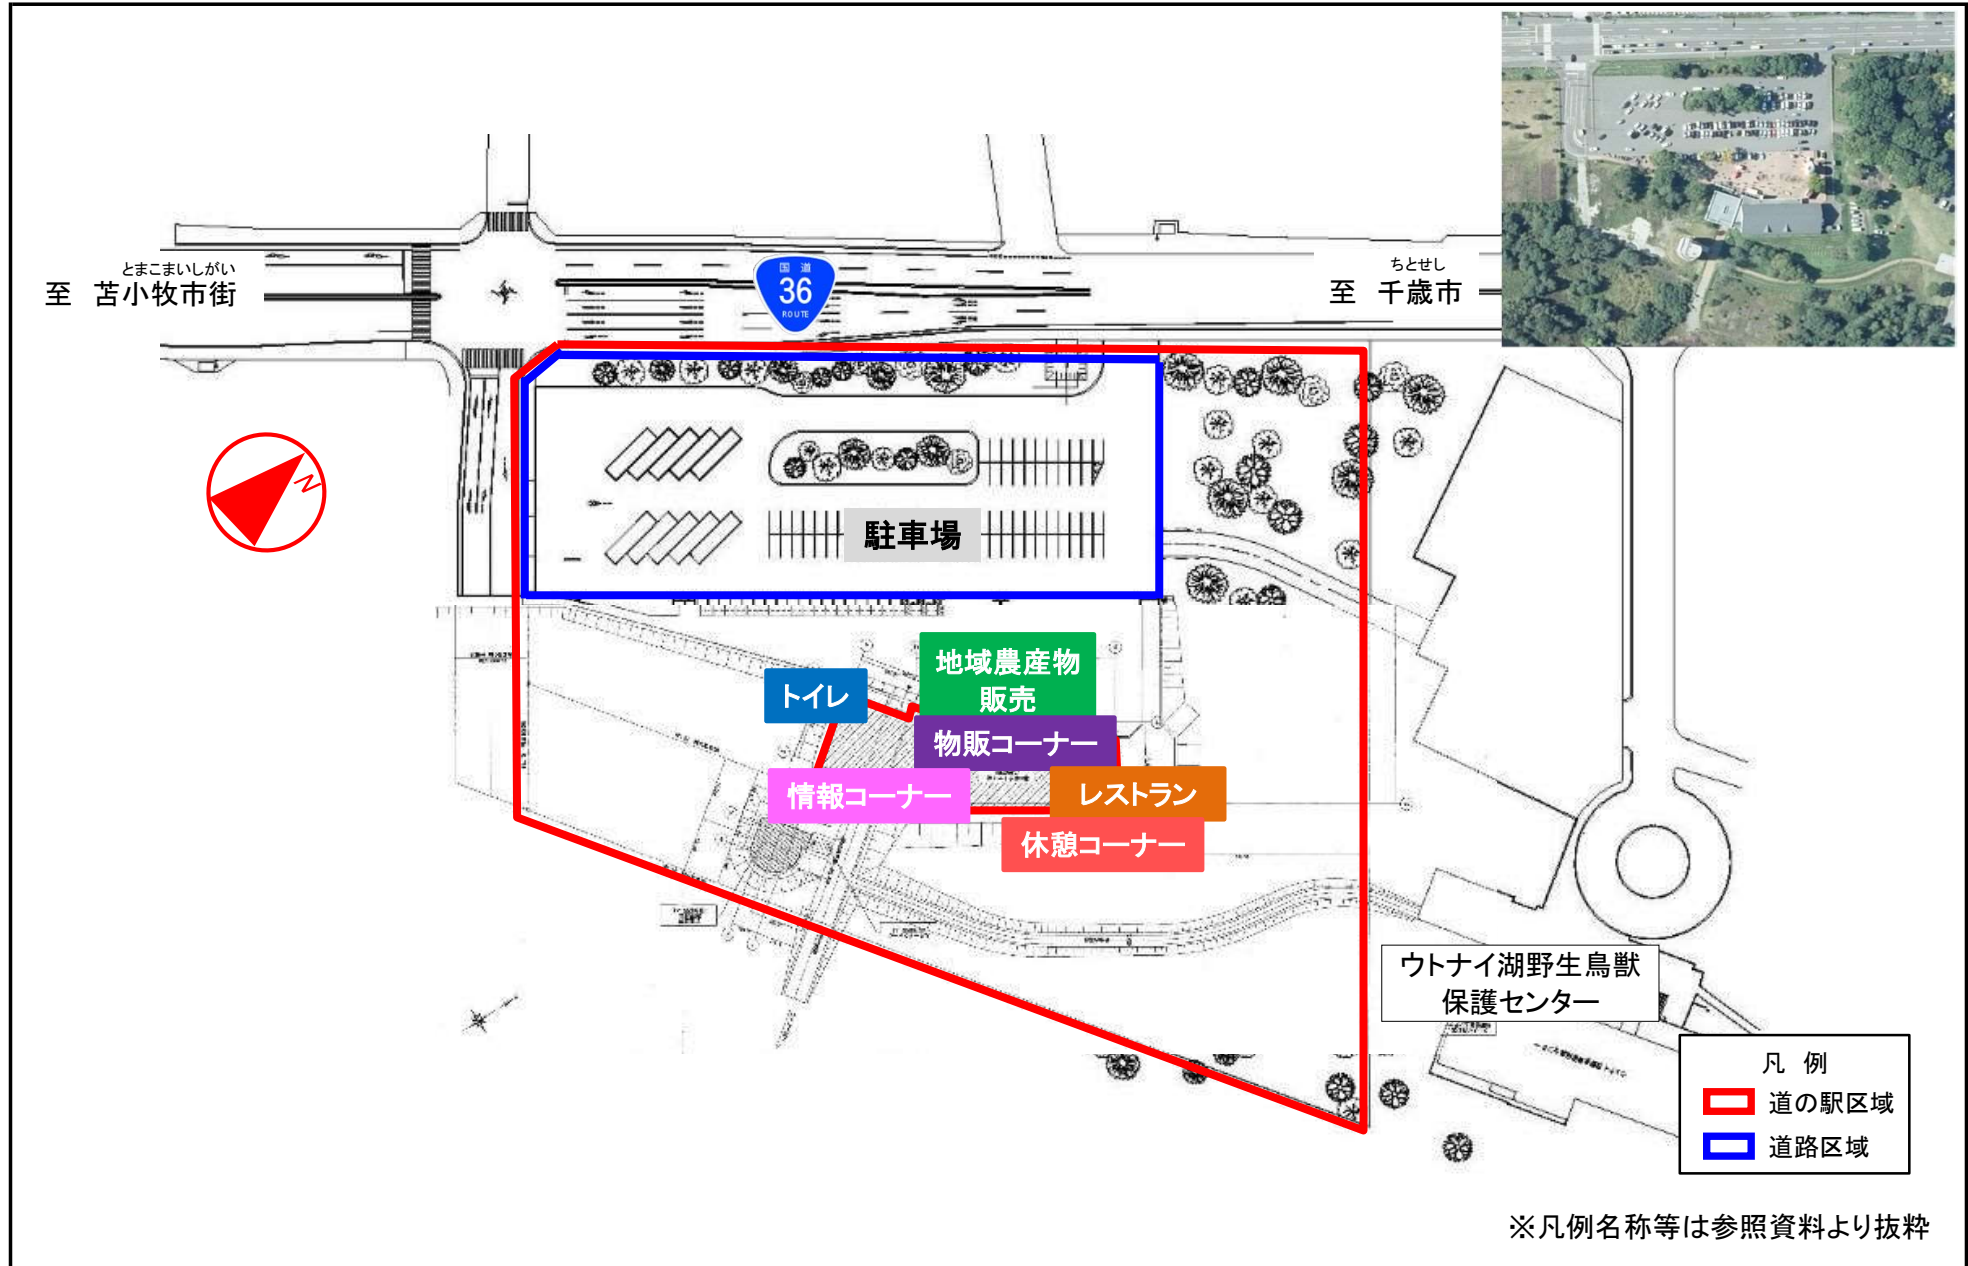 とまこまいしがい
至 苫小牧市街
国道
36
ROUTE
ちとせし
至 千歳市
N
駐車場
地域農産物
販売
トイレ
物販コーナー
情報コーナー
レストラン
休憩コーナー
ウトナイ湖野生鳥獣
保護センター
凡 例
道の駅区域
道路区域
※凡例名称等は参照資料より抜粋